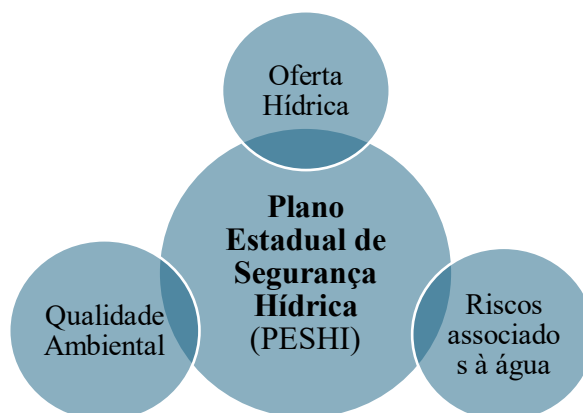 Oferta
Hídrica
Plano
Estadual de
Segurança
Hídrica
(PESHI)
Qualidade
Ambiental
Riscos
associado
s à água